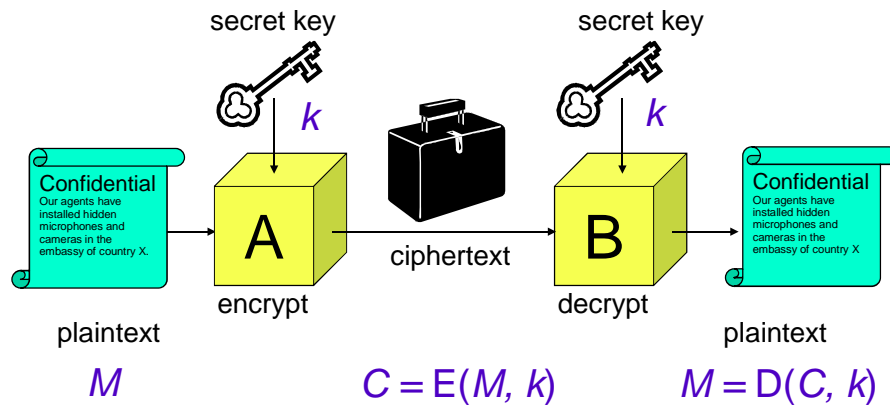 secret key
secret key
k
k
Confidential
Our agents have
installed hidden
microphones and
cameras in the
embassy of country X.
A
B
Confidential
Our agents have
installed hidden
microphones and
cameras in the
embassy of country X
ciphertext
encrypt
decrypt
plaintext
plaintext
M
C = E(M, k)
M = D(C, k)